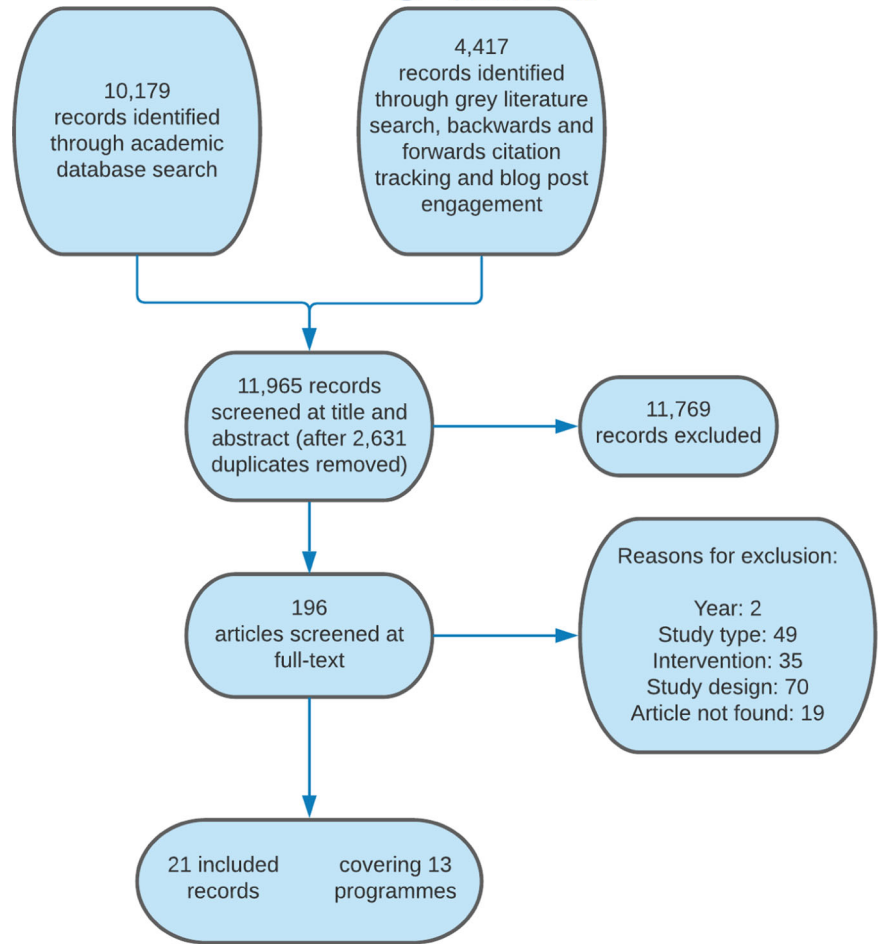 10,179
records identified
through academic
database search
4,417
records identified
through grey literature
search, backwards and
forwards citation
tracking and blog post
engagement
11,965 records
screened at title and
abstract (after 2,631
duplicates removed)
11,769
records excluded
196
articles screened at
full-text
Reasons for exclusion:
Year: 2
Study type: 49
Intervention: 35
Study design: 70
Article not found: 19
21 included
records
covering 13
programmes